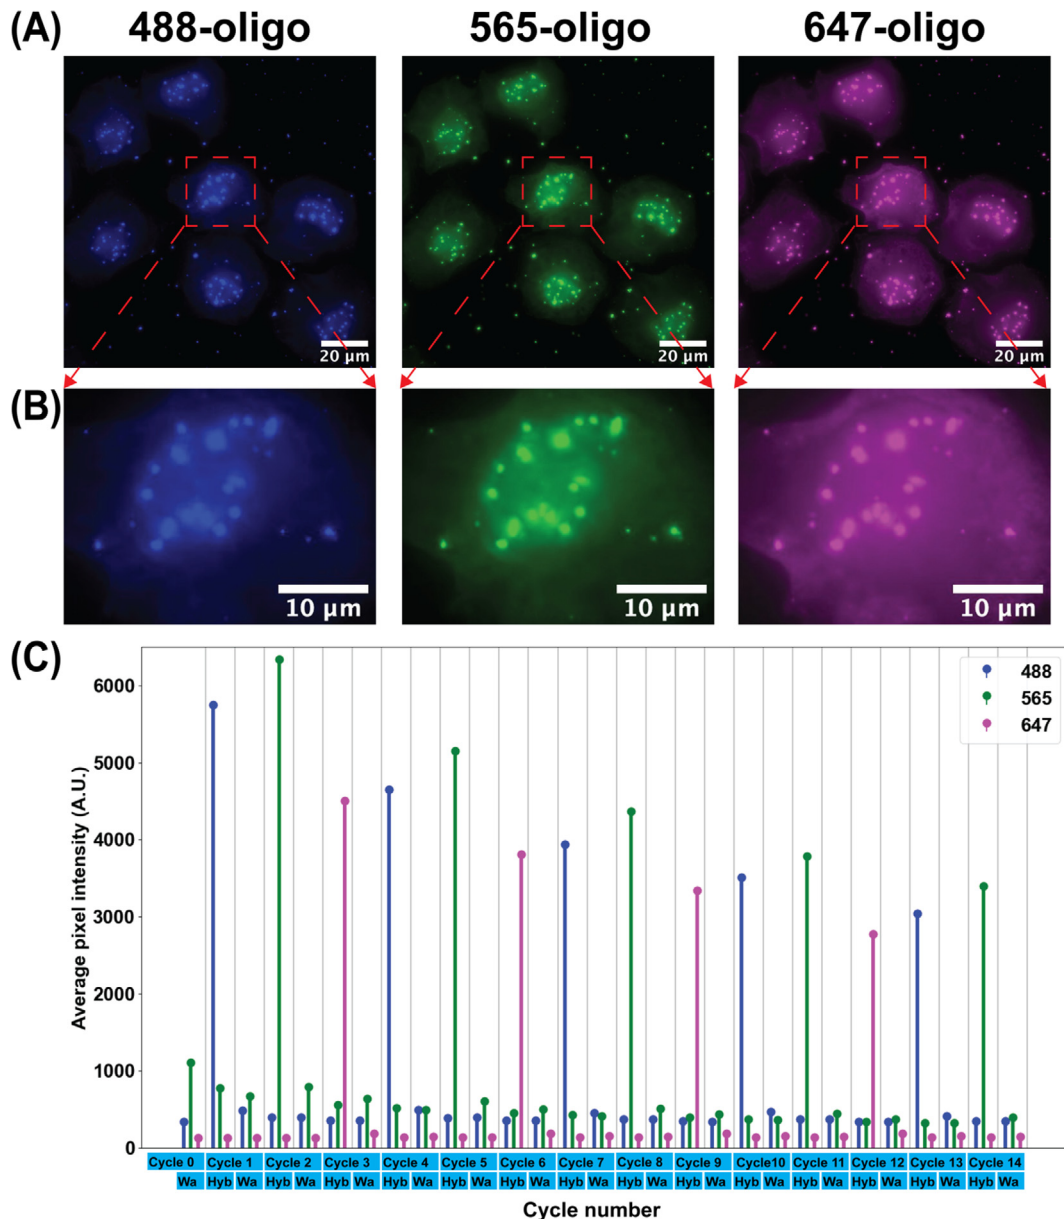 (A) 488-oligo 565-oligo 647-oligo
20 µm 20 µm 20 µm
(B)
10 µm 10 µm 10 µm
(C)
488
565
647
Average pixel intensity (A.U.)
6000
5000
4000
3000
2000
1000
0
Cycle 0 Cycle 1 Cycle 2 Cycle 3 Cycle 4 Cycle 5 Cycle 6 Cycle 7 Cycle 8 Cycle 9 Cycle10 Cycle 11 Cycle 12 Cycle 13 Cycle 14
Wa Hyb Wa Hyb Wa Hyb Wa Hyb Wa Hyb Wa Hyb Wa Hyb Wa Hyb Wa Hyb Wa Hyb Wa Hyb Wa Hyb Wa Hyb Wa Hyb Wa
Cycle number